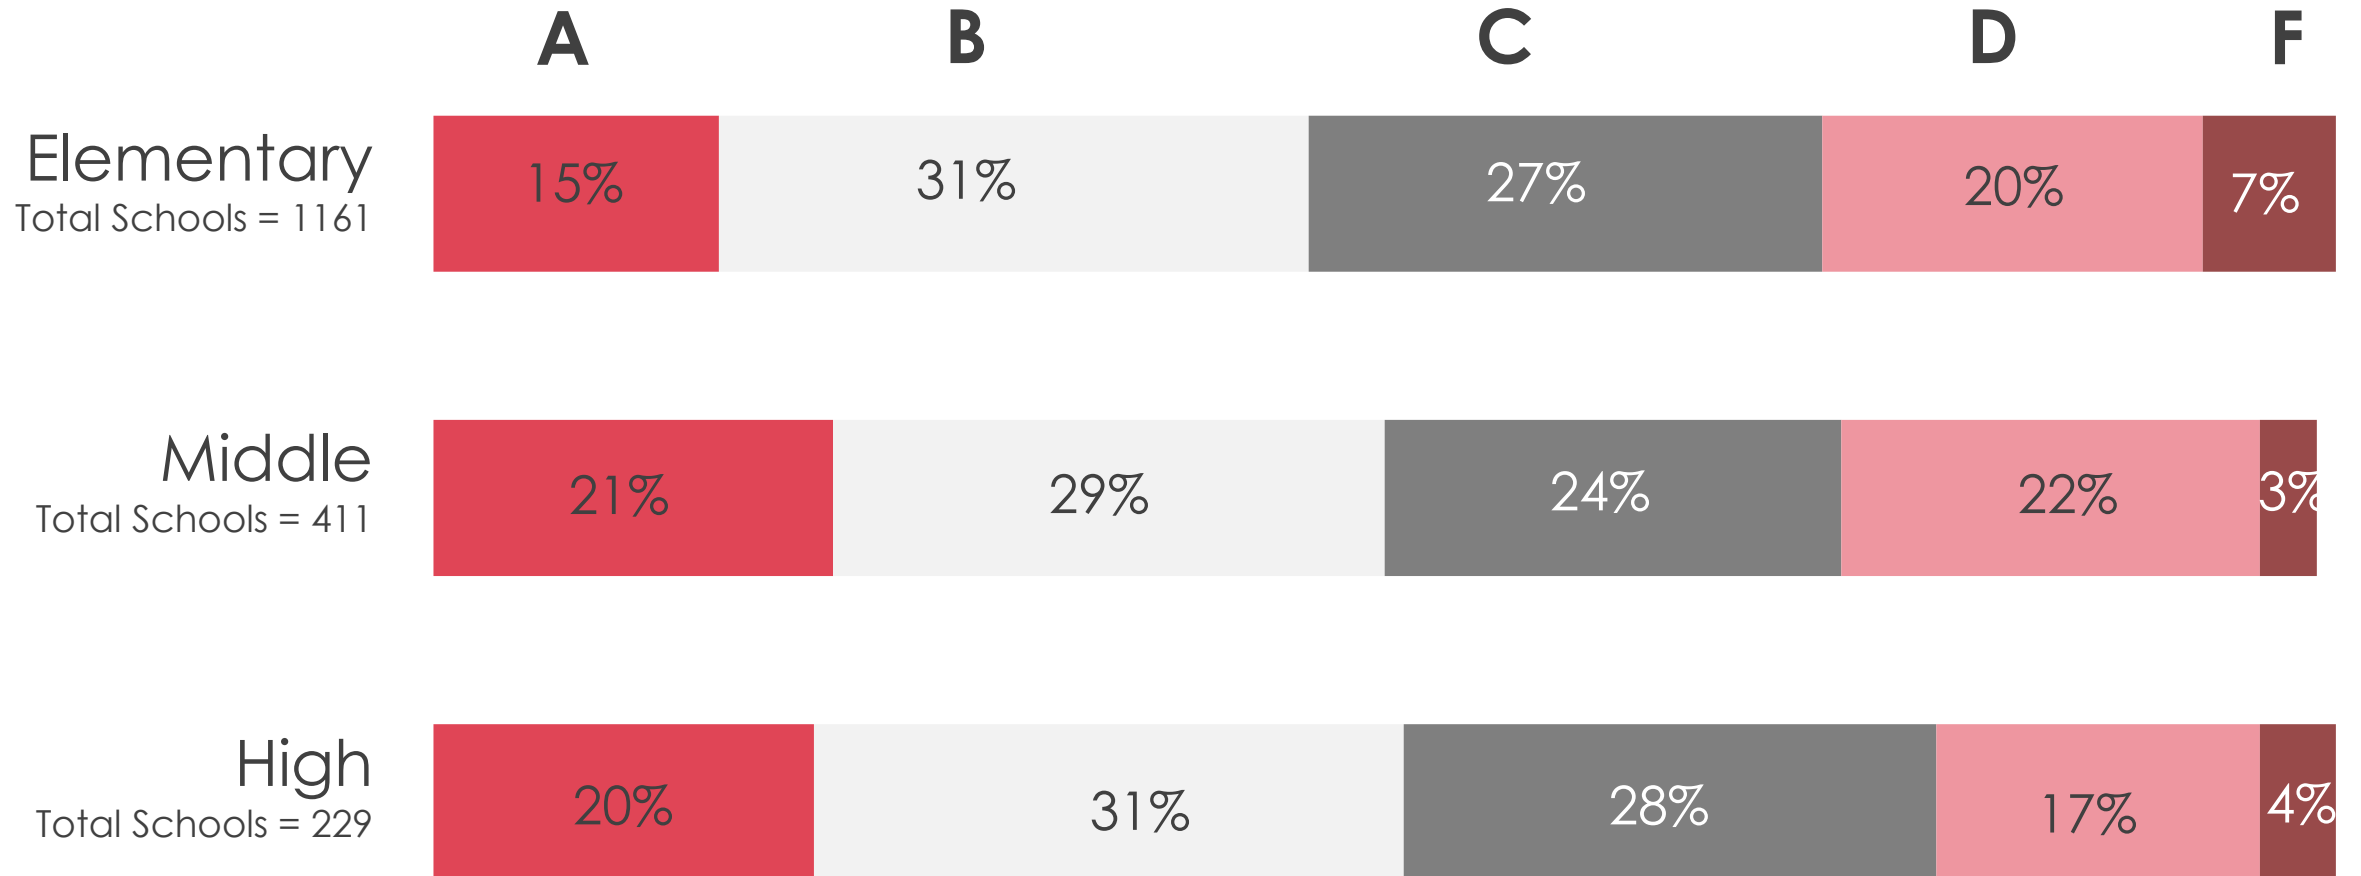 A B C D F
Elementary
Total Schools = 1161
15% 31% 27% 20% 7%
Middle
Total Schools = 411
21% 29% 24% 22% 3%
High
Total Schools = 229
20% 31% 28% 17% 4%